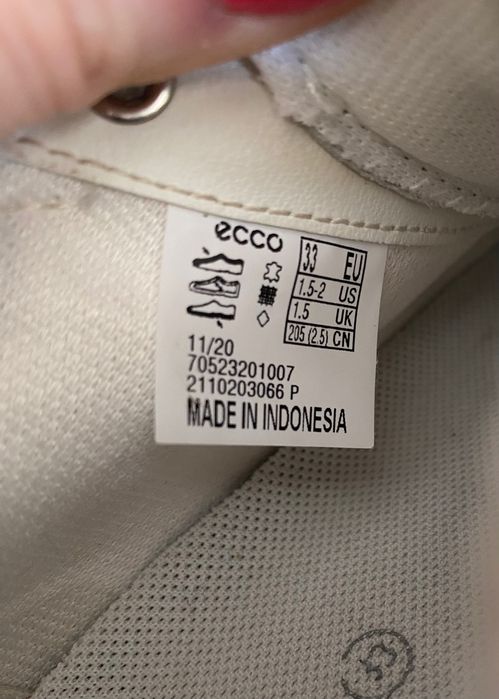 ecco
33 EU
1.5-2 US
1.5 UK
205 (2.5) CN
11/20
70523201007
2110203066 P
MADE IN INDONESIA